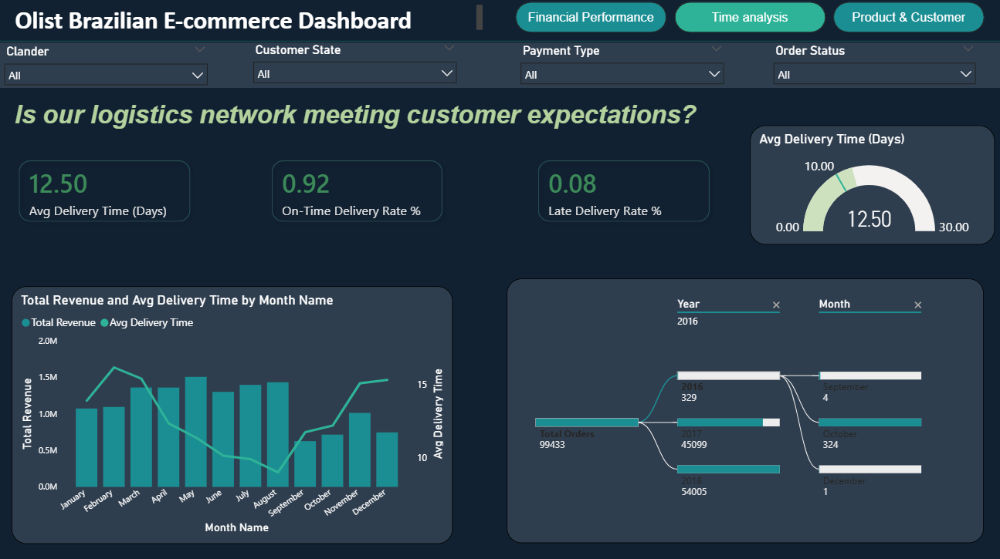 Olist Brazilian E-commerce Dashboard
Financial Performance
Time analysis
Product & Customer
Clander
All
Customer State
All
Payment Type
All
Order Status
All
Is our logistics network meeting customer expectations?
12.50
Avg Delivery Time (Days)
0.92
On-Time Delivery Rate %
0.08
Late Delivery Rate %
Avg Delivery Time (Days)
10.00
12.50
0.00
30.00
Total Revenue and Avg Delivery Time by Month Name
Total Revenue
Avg Delivery Time
2.0M
1.5M
1.0M
0.5M
0.0M
Total Revenue
15
10
Avg Delivery Time
January
February
March
April
May
June
July
August
September
October
November
December
Month Name
Year
2016
Month
Total Orders
99433
2016
329
2017
45099
2018
54005
September
4
October
324
December
1